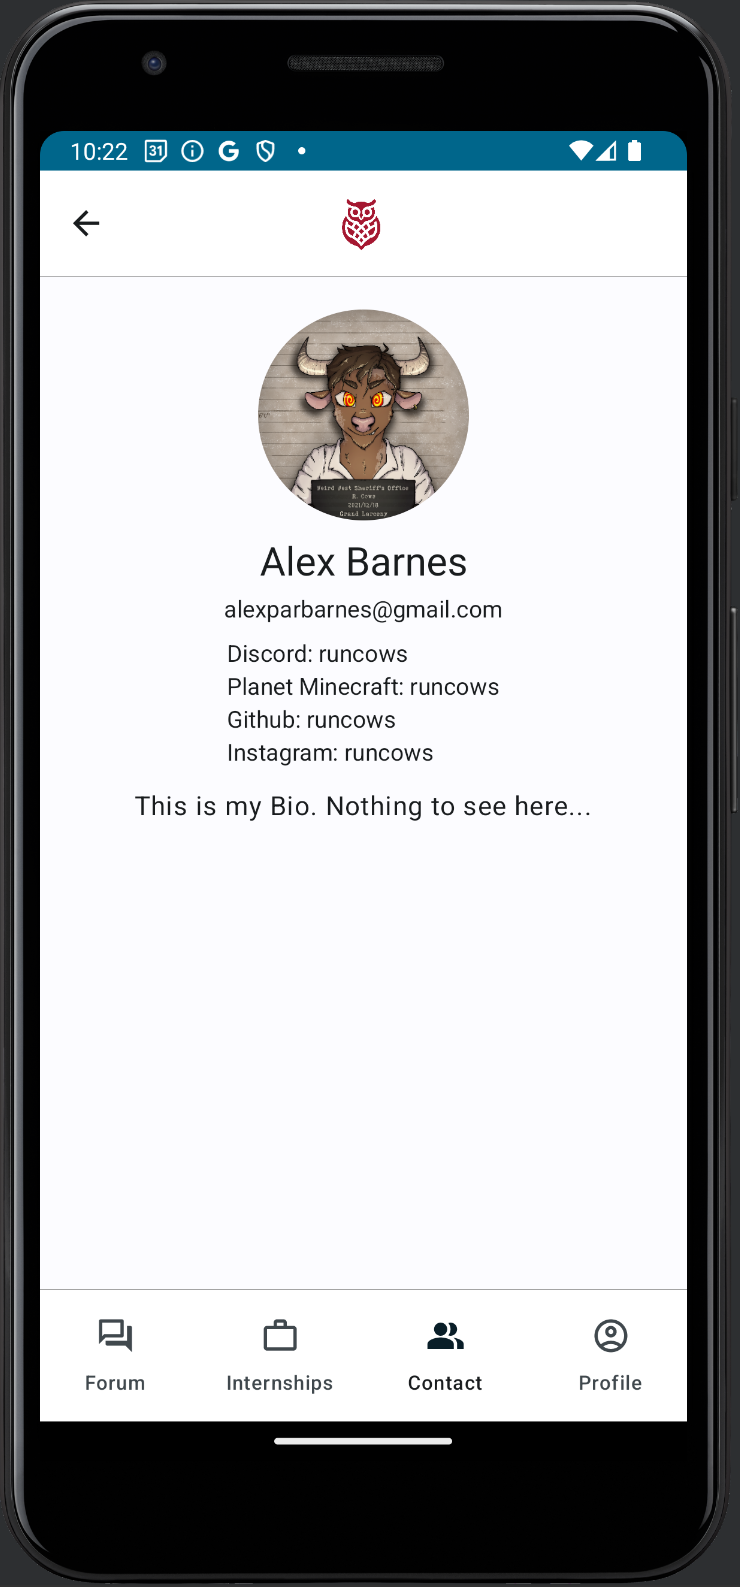 10:22
31
G
Weird West Sheriff's Office
R. Cows
2021/12/18
Grand Larceny
Alex Barnes
alexparbarnes@gmail.com
Discord: runcows
Planet Minecraft: runcows
Github: runcows
Instagram: runcows
This is my Bio. Nothing to see here...
Forum
Internships
Contact
Profile